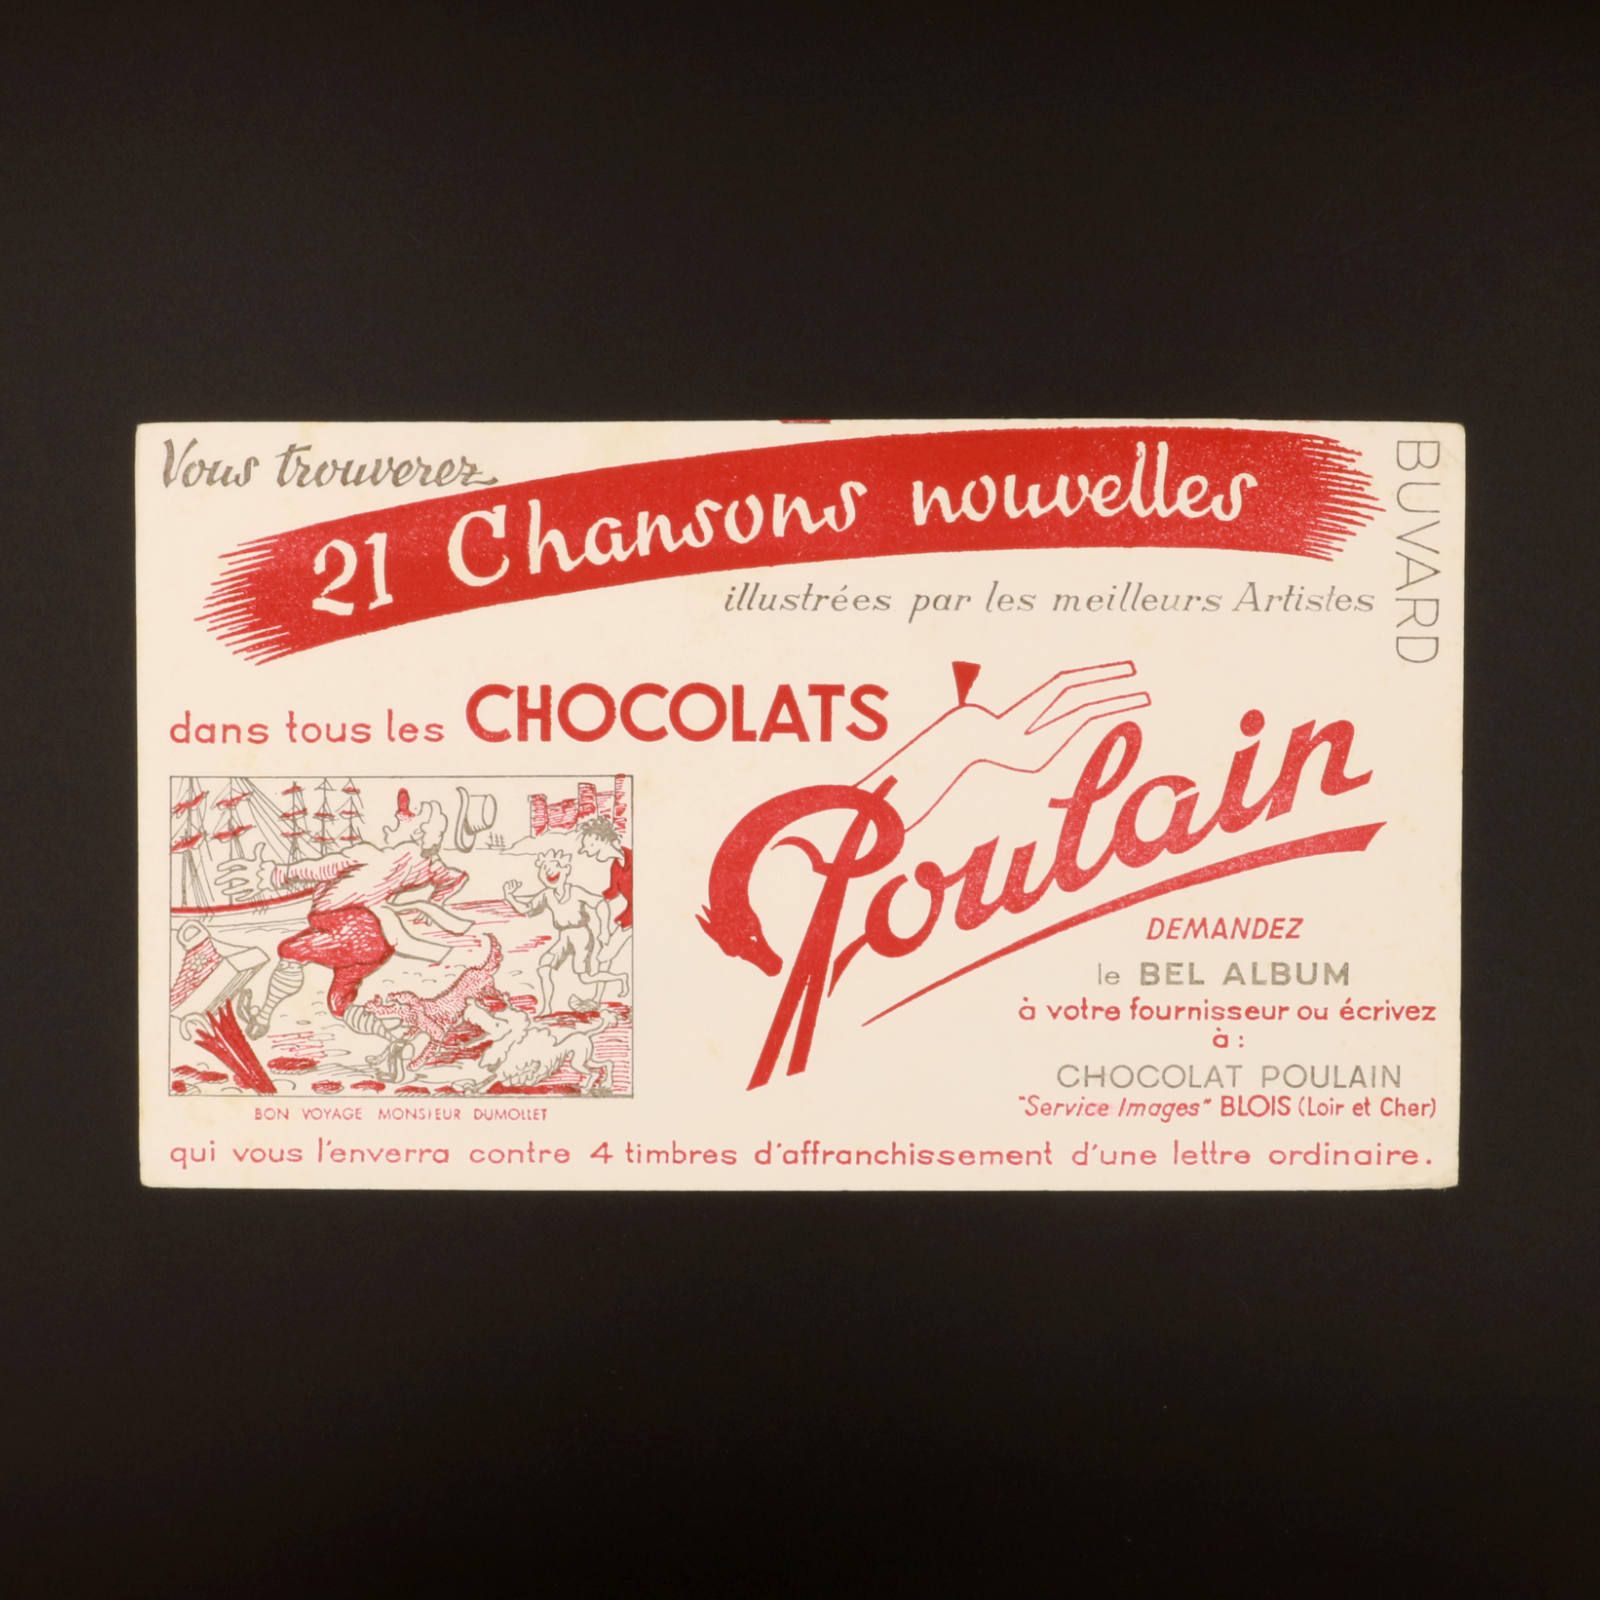 Vous trouverez
21 Chansons nouvelles
illustrées par les meilleurs Artistes
BUVARD
dans tous les CHOCOLATS
Poulain
BON VOYAGE MONSIEUR DUMOLLET
DEMANDEZ
le BEL ALBUM
à votre fournisseur ou écrivez
à :
CHOCOLAT POULAIN
"Service Images" BLOIS (Loir et Cher)
qui vous l'enverra contre 4 timbres d'affranchissement d'une lettre ordinaire.